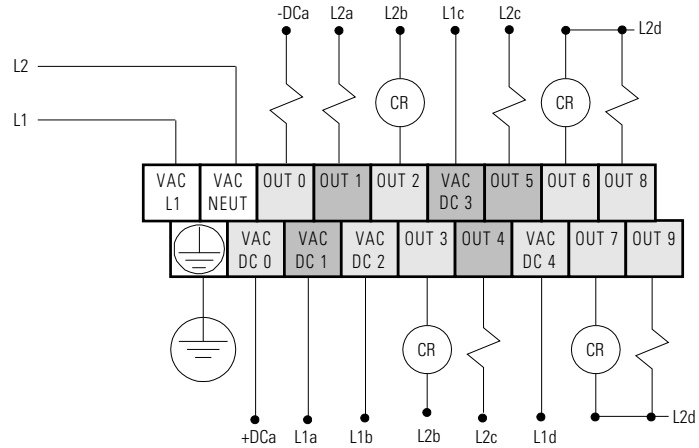 -DCa L2a L2b L1c L2c L2d
L2
CR CR
L1
VAC L1
VAC NEUT
OUT 0
OUT 1
OUT 2
VAC DC 3
OUT 5
OUT 6
OUT 8
VAC DC 0
VAC DC 1
VAC DC 2
OUT 3
OUT 4
VAC DC 4
OUT 7
OUT 9
CR CR
+DCa L1a L1b L2b L2c L1d L2d